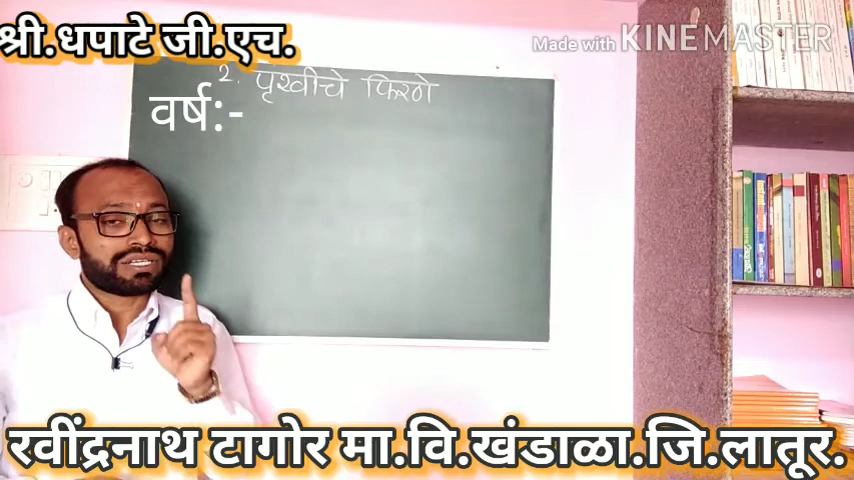 श्री.धपाटे जी.एच.
Made with KINEMASTER
2. पृथ्वीचे फिरणे
वर्ष:-
रवींद्रनाथ टागोर मा.वि.खंडाळा.जि.लातूर.